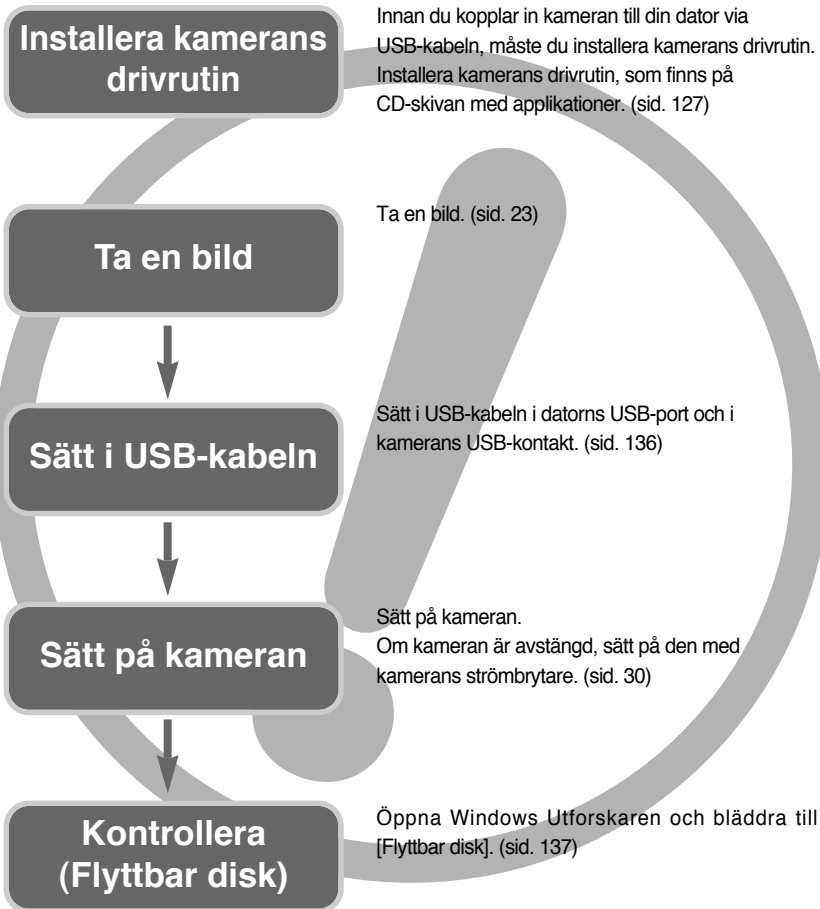 Installera kamerans
drivrutin
Innan du kopplar in kameran till din dator via
USB-kabeln, måste du installera kamerans drivrutin.
Installera kamerans drivrutin, som finns på
CD-skivan med applikationer. (sid. 127)
Ta en bild
Ta en bild. (sid. 23)
Sätt i USB-kabeln
Sätt i USB-kabeln i datorns USB-port och i
kamerans USB-kontakt. (sid. 136)
Sätt på kameran
Sätt på kameran.
Om kameran är avstängd, sätt på den med
kamerans strömbrytare. (sid. 30)
Kontrollera
(Flyttbar disk)
Öppna Windows Utforskaren och bläddra till
[Flyttbar disk]. (sid. 137)